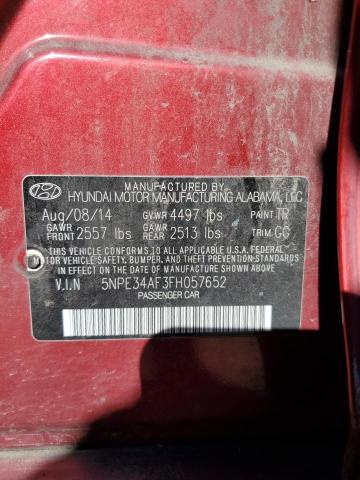 MANUFACTURED BY
HYUNDAI MOTOR MANUFACTURING ALABAMA, LLC
Aug/08/14 GVWR 4497 lbs PAINT TR
GAWR FRONT 2557 lbs GAWR REAR 2513 lbs TRIM GG
THIS VEHICLE CONFORMS TO ALL APPLICABLE U.S.A. FEDERAL
MOTOR VEHICLE SAFETY, BUMPER, AND THEFT PREVENTION
STANDARDS IN EFFECT ON THE DATE OF MANUFACTURE SHOWN ABOVE.
V.I.N 5NPE34AF3FH057652
PASSENGER CAR